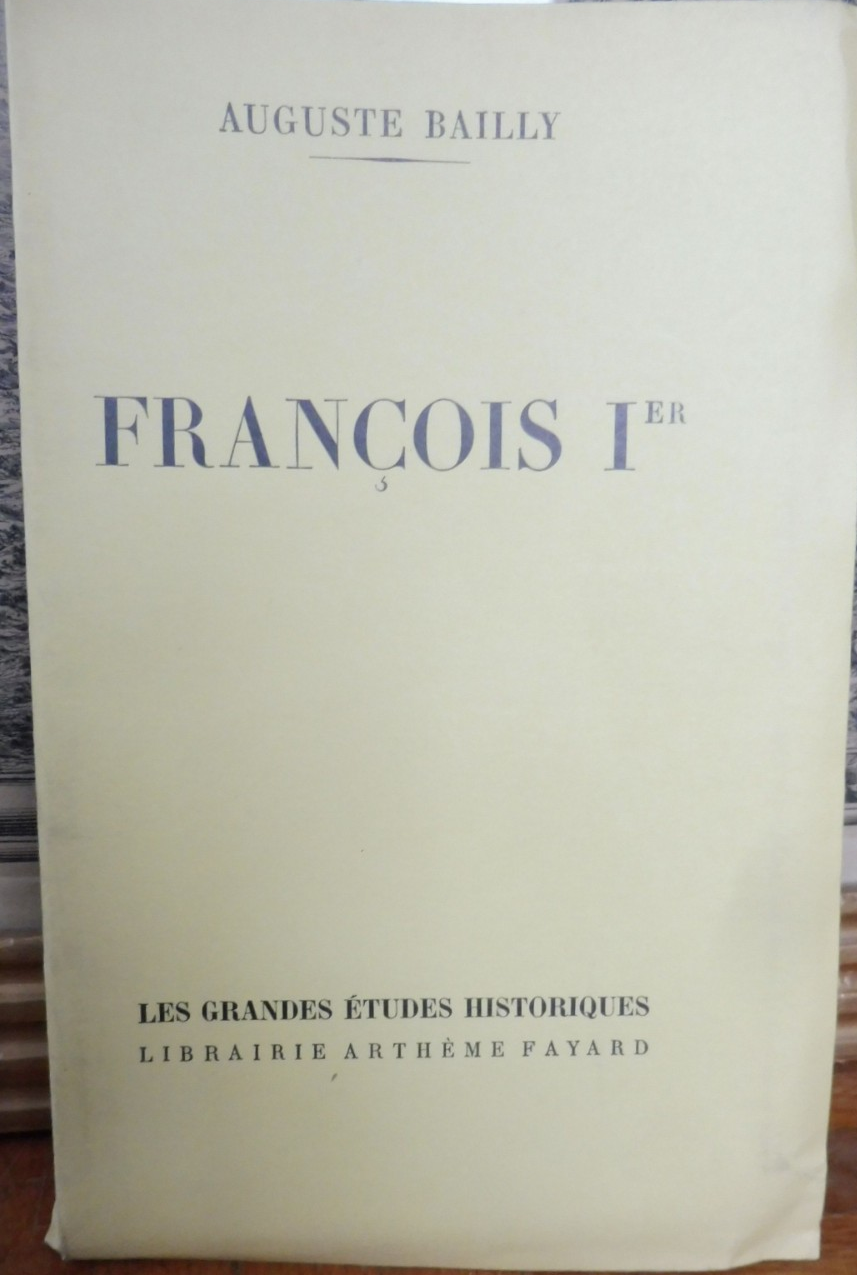 AUGUSTE BAILLY
FRANÇOIS IER
LES GRANDES ÉTUDES HISTORIQUES
LIBRAIRIE ARTHÈME FAYARD